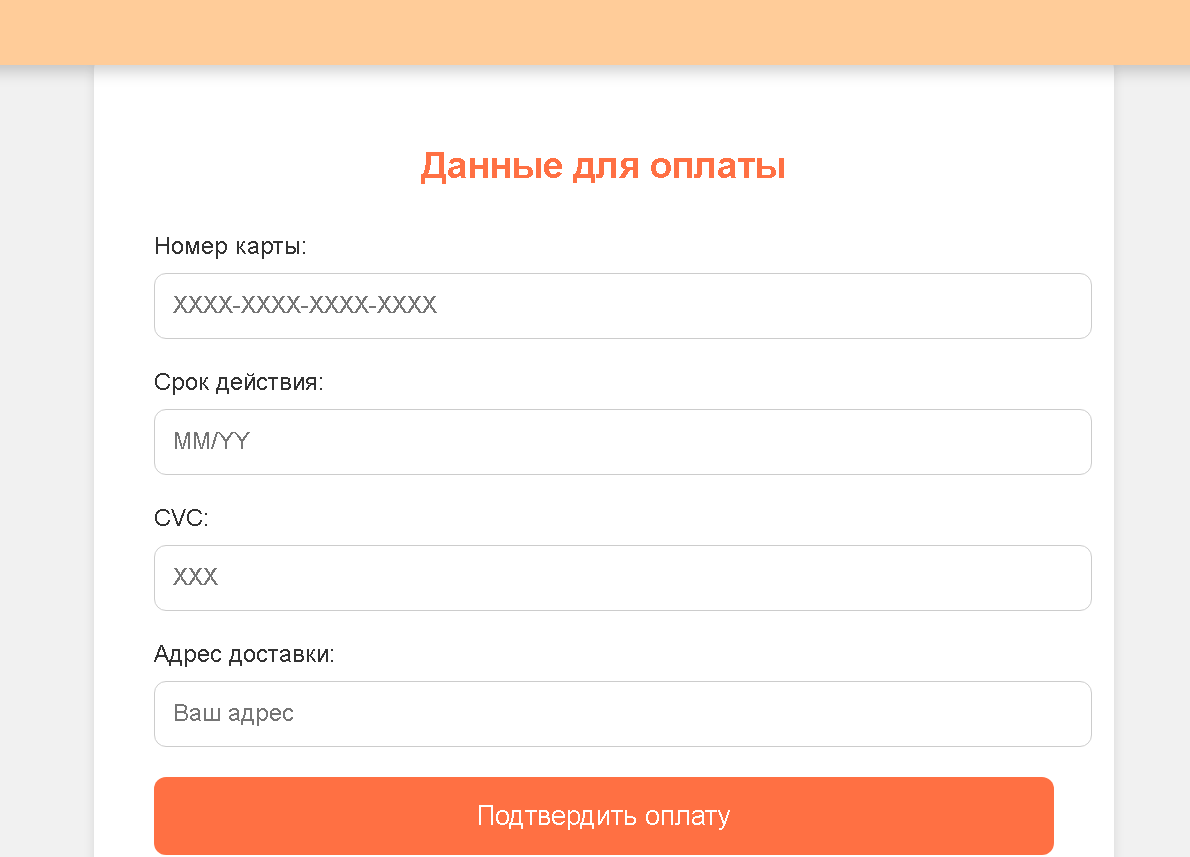 Данные для оплаты
Номер карты:
XXXX-XXXX-XXXX-XXXX
Срок действия:
MM/YY
CVC:
XXX
Адрес доставки:
Ваш адрес
Подтвердить оплату